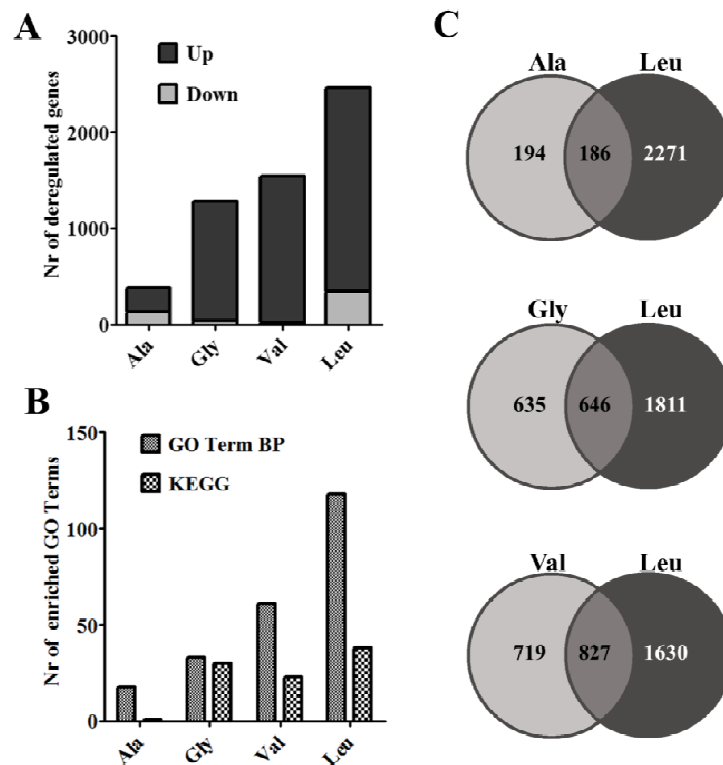 A
Nr of deregulated genes
3000
2000
1000
0
Up
Down
Ala
Gly
Val
Leu
B
Nr of enriched GO Terms
150
100
50
0
GO Term BP
KEGG
Ala
Gly
Val
Leu
C
Ala Leu
194 186 2271
Gly Leu
635 646 1811
Val Leu
719 827 1630